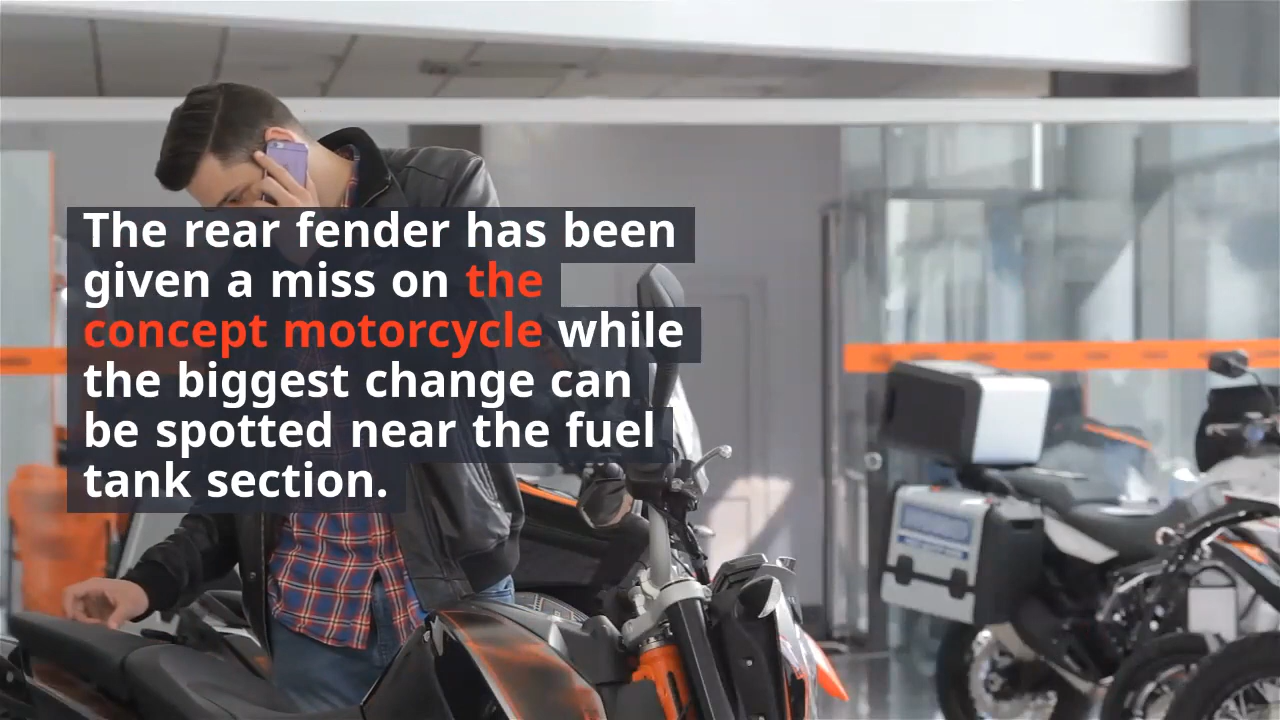 The rear fender has been
given a miss on the
concept motorcycle while
the biggest change can
be spotted near the fuel
tank section.